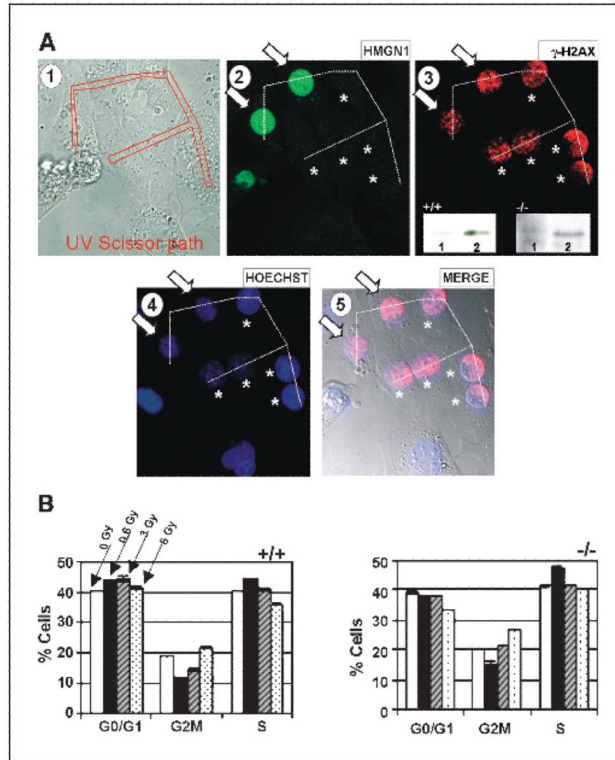 A
1
UV Scissor path
2
HMGN1
*
*
*
*
*
3
γ-H2AX
*
*
*
*
*
+/+
1 2
-/-
1 2
4
HOECHST
*
*
*
*
*
5
MERGE
*
*
*
*
*
B
0 Gy
0.6 Gy
3 Gy
6 Gy
+/+
% Cells
50
40
30
20
10
0
G0/G1 G2M S
-/-
% Cells
50
40
30
20
10
0
G0/G1 G2M S